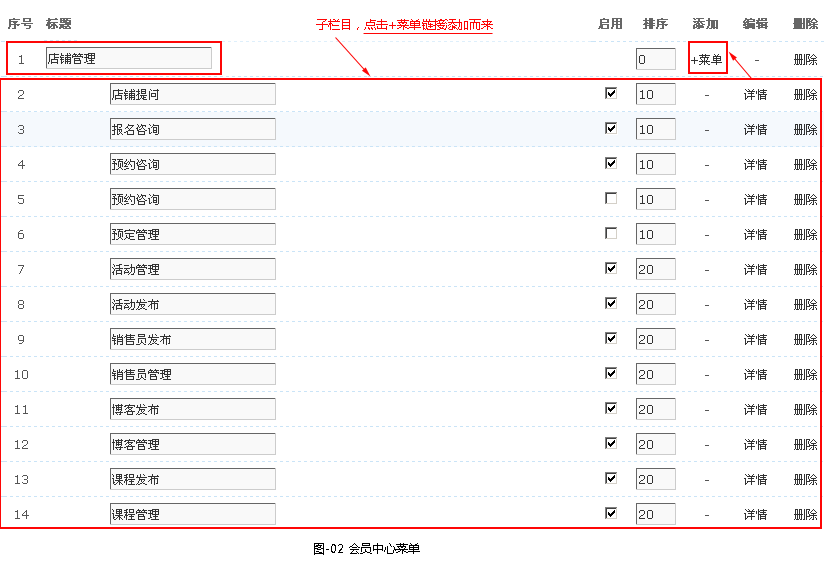 序号 标题 子栏目，点击+菜单链接添加而来 启用 排序 添加 编辑 删除
1 店铺管理 0 +菜单 - 删除
2 店铺提问 10 - 详情 删除
3 报名咨询 10 - 详情 删除
4 预约咨询 10 - 详情 删除
5 预约咨询 10 - 详情 删除
6 预定管理 10 - 详情 删除
7 活动管理 20 - 详情 删除
8 活动发布 20 - 详情 删除
9 销售员发布 20 - 详情 删除
10 销售员管理 20 - 详情 删除
11 博客发布 20 - 详情 删除
12 博客管理 20 - 详情 删除
13 课程发布 20 - 详情 删除
14 课程管理 20 - 详情 删除
图-02 会员中心菜单